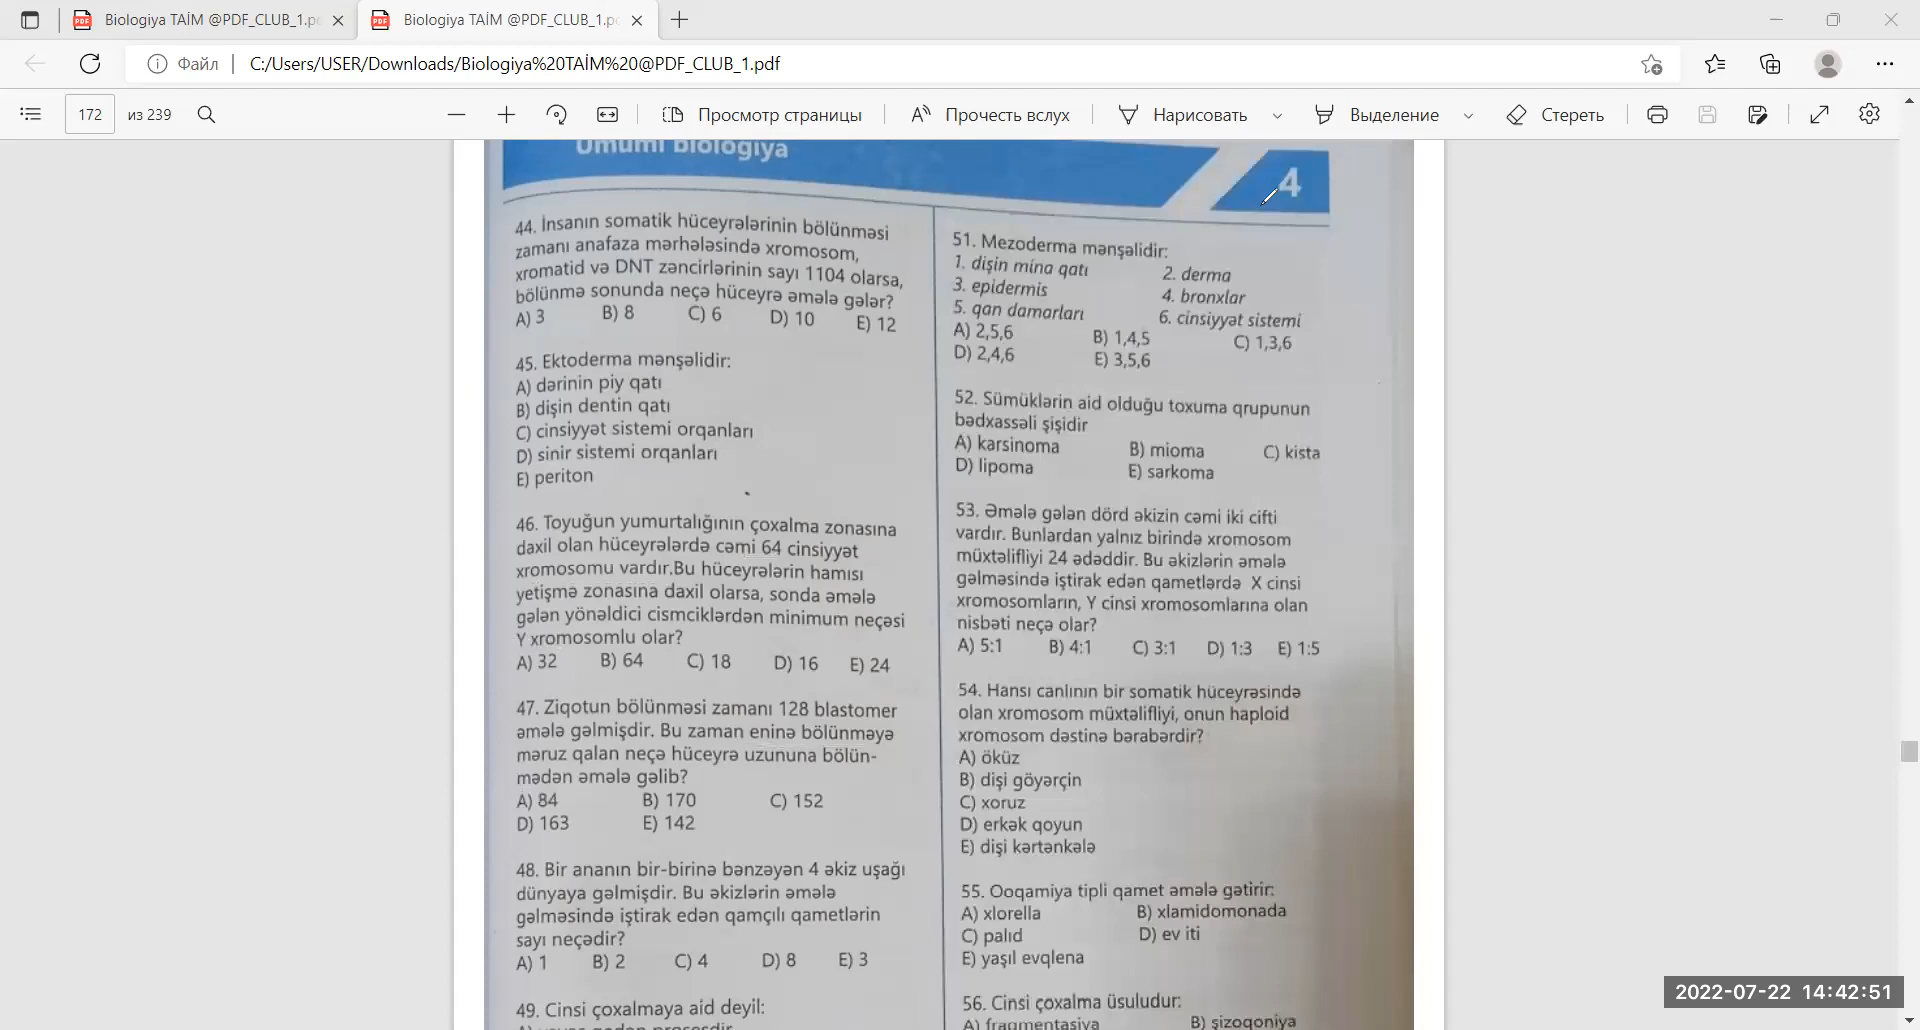 Biologiya TAİM @PDF_CLUB_1.p
Biologiya TAİM @PDF_CLUB_1.p
Файл
C:/Users/USER/Downloads/Biologiya%20TAİM%20@PDF_CLUB_1.pdf
172 из 239
Просмотр страницы
Прочесть вслух
Нарисовать
Выделение
Стереть
Ümumi biologiya
4
44. İnsanın somatik hüceyrələrinin bölünməsi
zamanı anafaza mərhələsində xromosom,
xromatid və DNT zəncirlərinin sayı 1104 olarsa,
bölünmə sonunda neçə hüceyrə əmələ gələr?
A) 3 B) 8 C) 6 D) 10 E) 12
45. Ektoderma mənşəlidir:
A) dərinin piy qatı
B) dişin dentin qatı
C) cinsiyyət sistemi orqanları
D) sinir sistemi orqanları
E) periton
46. Toyuğun yumurtalığının çoxalma zonasına
daxil olan hüceyrələrdə cəmi 64 cinsiyyət
xromosomu vardır.Bu hüceyrələrin hamısı
yetişmə zonasına daxil olarsa, sonda əmələ
gələn yönəldici cismciklərdən minimum neçəsi
Y xromosomlu olar?
A) 32 B) 64 C) 18 D) 16 E) 24
47. Ziqotun bölünməsi zamanı 128 blastomer
əmələ gəlmişdir. Bu zaman eninə bölünməyə
məruz qalan neçə hüceyrə uzununa bölün-
mədən əmələ gəlib?
A) 84 B) 170 C) 152
D) 163 E) 142
48. Bir ananın bir-birinə bənzəyən 4 əkiz uşağı
dünyaya gəlmişdir. Bu əkizlərin əmələ
gəlməsində iştirak edən qamçılı qametlərin
sayı neçədir?
A) 1 B) 2 C) 4 D) 8 E) 3
49. Cinsi çoxalmaya aid deyil:
51. Mezoderma mənşəlidir:
1. dişin mina qatı 2. derma
3. epidermis 4. bronxlar
5. qan damarları 6. cinsiyyət sistemi
A) 2,5,6 B) 1,4,5 C) 1,3,6
D) 2,4,6 E) 3,5,6
52. Sümüklərin aid olduğu toxuma qrupunun
bədxassəli şişidir
A) karsinoma B) mioma C) kista
D) lipoma E) sarkoma
53. Əmələ gələn dörd əkizin cəmi iki cifti
vardır. Bunlardan yalnız birində xromosom
müxtəlifliyi 24 ədəddir. Bu əkizlərin əmələ
gəlməsində iştirak edən qametlərdə X cinsi
xromosomların, Y cinsi xromosomlarına olan
nisbəti neçə olar?
A) 5:1 B) 4:1 C) 3:1 D) 1:3 E) 1:5
54. Hansı canlının bir somatik hüceyrəsində
olan xromosom müxtəlifliyi, onun haploid
xromosom dəstinə bərabərdir?
A) öküz
B) dişi göyərçin
C) xoruz
D) erkək qoyun
E) dişi kərtənkələ
55. Ooqamiya tipli qamet əmələ gətirir:
A) xlorella B) xlamidomonada
C) palıd D) ev iti
E) yaşıl evqlena
56. Cinsi çoxalma üsuludur:
A) fraqmentasiya B) şizoqoniya
2022-07-22 14:42:51